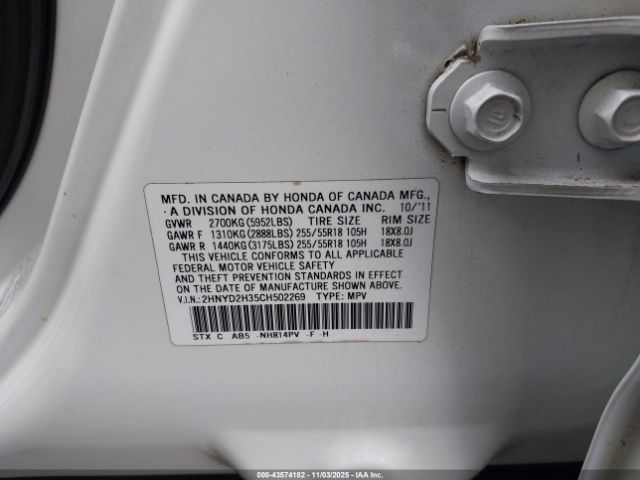 MFD. IN CANADA BY HONDA OF CANADA MFG.,
A DIVISION OF HONDA CANADA INC. 10/'11
GVWR 2700KG(5952LBS) TIRE SIZE RIM SIZE
GAWR F 1310KG(2888LBS) 255/55R18 105H 18X8.0J
GAWR R 1440KG(3175LBS) 255/55R18 105H 18X8.0J
THIS VEHICLE CONFORMS TO ALL APPLICABLE
FEDERAL MOTOR VEHICLE SAFETY
AND THEFT PREVENTION STANDARDS IN EFFECT
ON THE DATE OF MANUFACTURE SHOWN ABOVE.
V.I.N.: 2HNYD2H35CH502269 TYPE: MPV
STX C AB5 -NH814PV -F -H
000-43574182 - 11/03/2025 - IAA Inc.